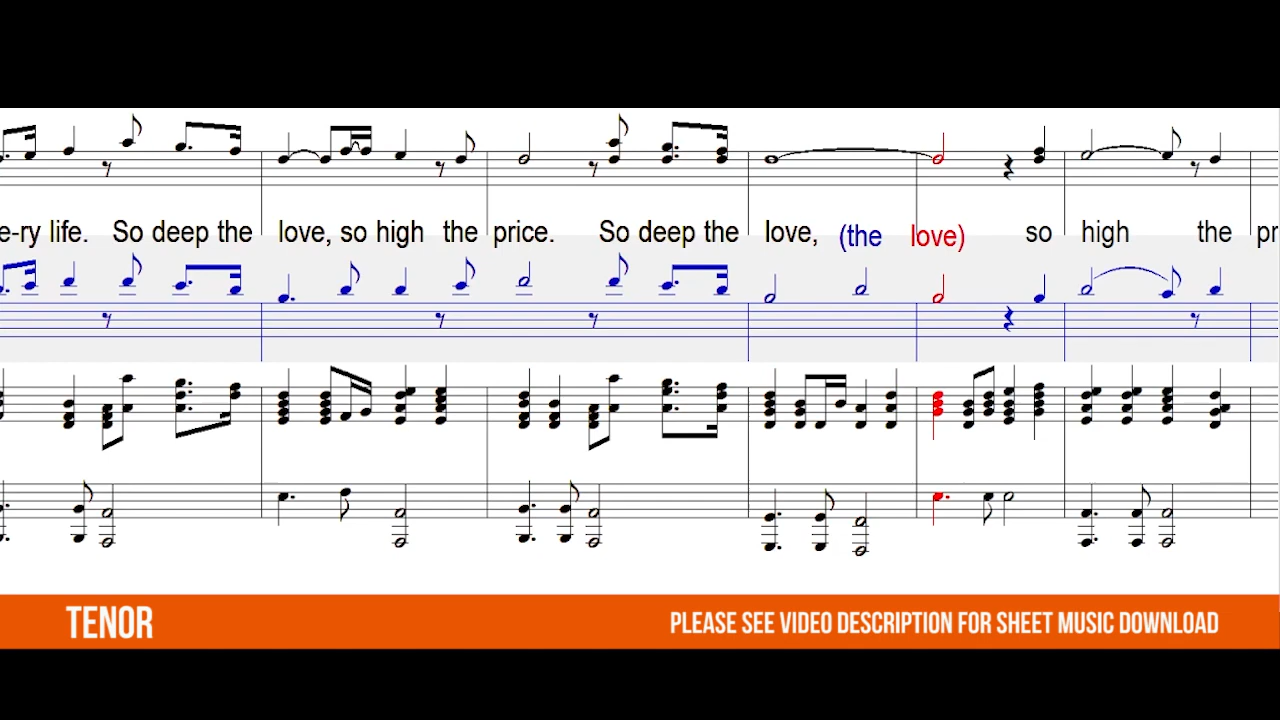 e-ry life. So deep the love, so high the price. So deep the love, (the love) so high the pr
TENOR
PLEASE SEE VIDEO DESCRIPTION FOR SHEET MUSIC DOWNLOAD